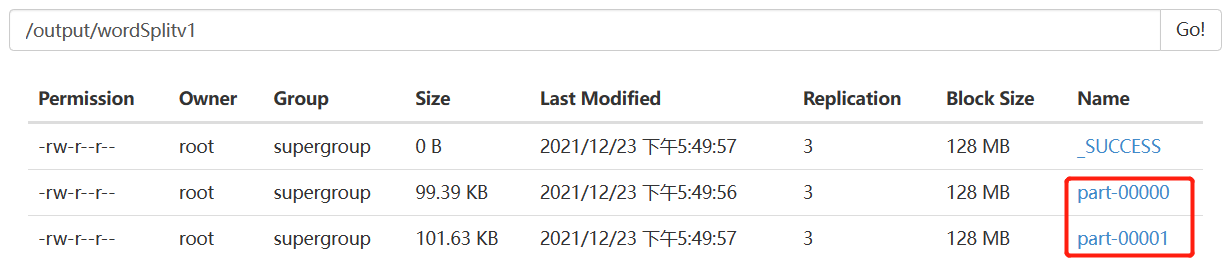 /output/wordSplitv1 Go!
Permission Owner Group Size Last Modified Replication Block Size Name
-rw-r--r-- root supergroup 0 B 2021/12/23 下午5:49:57 3 128 MB _SUCCESS
-rw-r--r-- root supergroup 99.39 KB 2021/12/23 下午5:49:56 3 128 MB part-00000
-rw-r--r-- root supergroup 101.63 KB 2021/12/23 下午5:49:57 3 128 MB part-00001